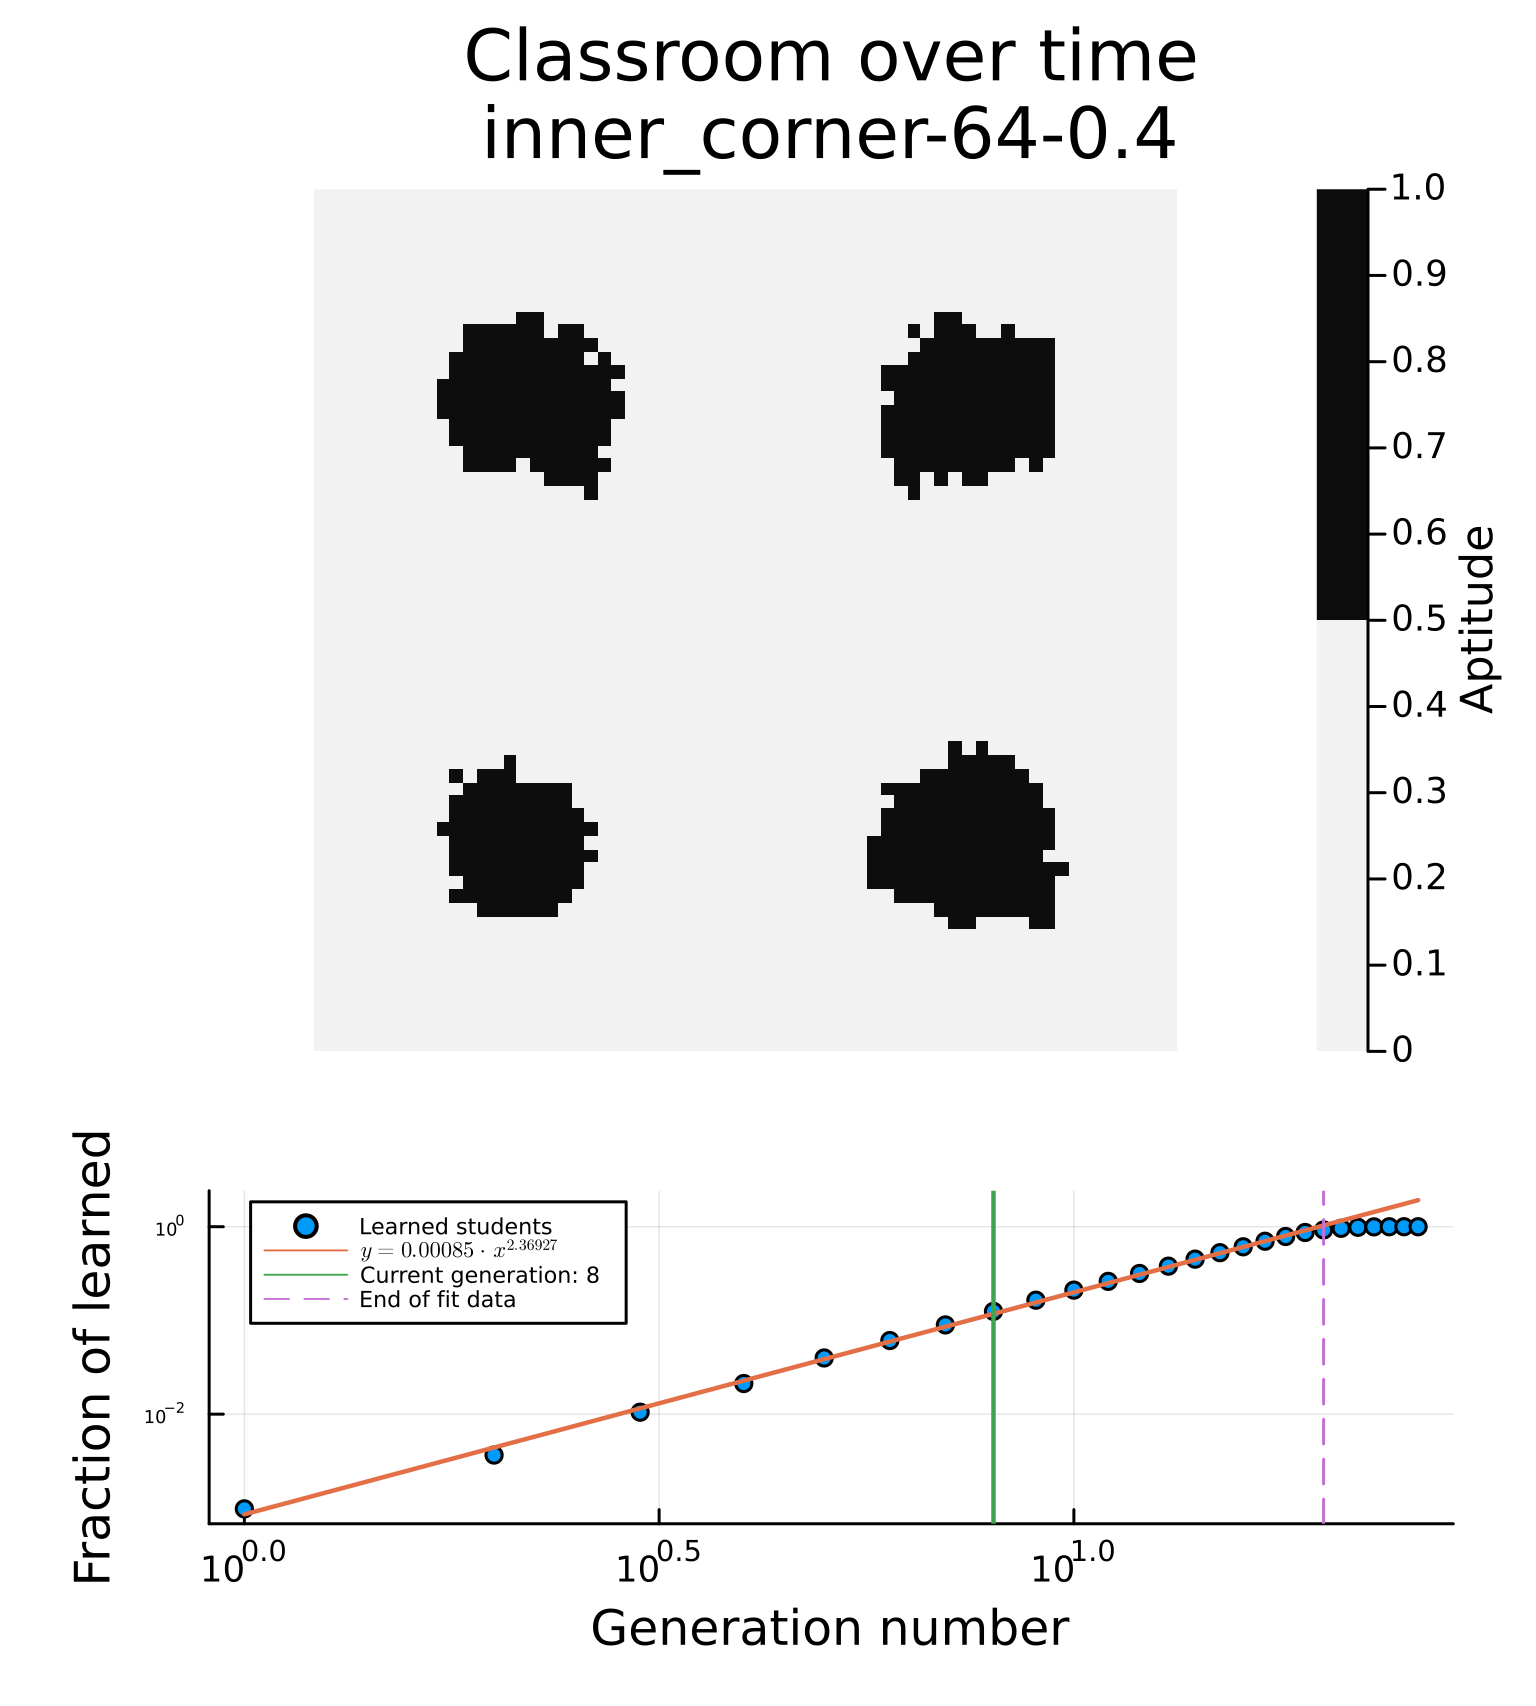 Classroom over time
inner_corner-64-0.4
1.0
0.9
0.8
0.7
0.6
0.5
0.4
0.3
0.2
0.1
0
Aptitude
Fraction of learned
10^0
10^−2
Learned students
y = 0.00085 · x^2.36927
Current generation: 8
End of fit data
10^0.0
10^0.5
10^1.0
Generation number